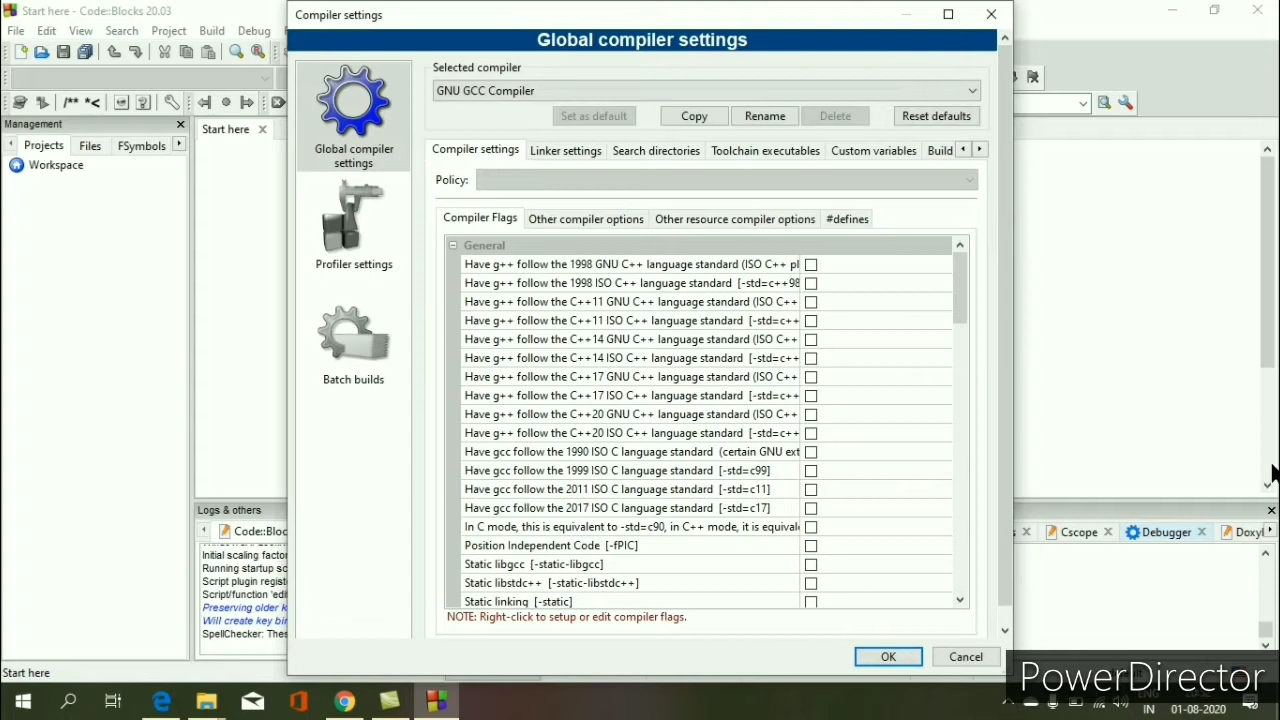 Start here - Code::Blocks 20.03
File Edit View Search Project Build Debug
Management
Projects Files FSymbols
Workspace
Start here
Compiler settings
Global compiler settings
Global compiler
settings
Profiler settings
Batch builds
Selected compiler
GNU GCC Compiler
Set as default Copy Rename Delete Reset defaults
Compiler settings Linker settings Search directories Toolchain executables Custom variables Build
Policy:
Compiler Flags Other compiler options Other resource compiler options #defines
General
Have g++ follow the 1998 GNU C++ language standard (ISO C++ pl
Have g++ follow the 1998 ISO C++ language standard [-std=c++98
Have g++ follow the C++11 GNU C++ language standard (ISO C++
Have g++ follow the C++11 ISO C++ language standard [-std=c++
Have g++ follow the C++14 GNU C++ language standard (ISO C++
Have g++ follow the C++14 ISO C++ language standard [-std=c++
Have g++ follow the C++17 GNU C++ language standard (ISO C++
Have g++ follow the C++17 ISO C++ language standard [-std=c++
Have g++ follow the C++20 GNU C++ language standard (ISO C++
Have g++ follow the C++20 ISO C++ language standard [-std=c++
Have gcc follow the 1990 ISO C language standard (certain GNU ext
Have gcc follow the 1999 ISO C language standard [-std=c99]
Have gcc follow the 2011 ISO C language standard [-std=c11]
Have gcc follow the 2017 ISO C language standard [-std=c17]
In C mode, this is equivalent to -std=c90, in C++ mode, it is equival
Position Independent Code [-fPIC]
Static libgcc [-static-libgcc]
Static libstdc++ [-static-libstdc++]
Static linking [-static]
NOTE: Right-click to setup or edit compiler flags.
OK Cancel
Logs & others
Code::Bloc
Cscope Debugger Doxyl
Initial scaling factor
Running startup sc
Script plugin regist
Script/function 'edi
Preserving older k
Will create key bin
SpellChecker: Thes
Start here
PowerDirector
IN 01-08-2020